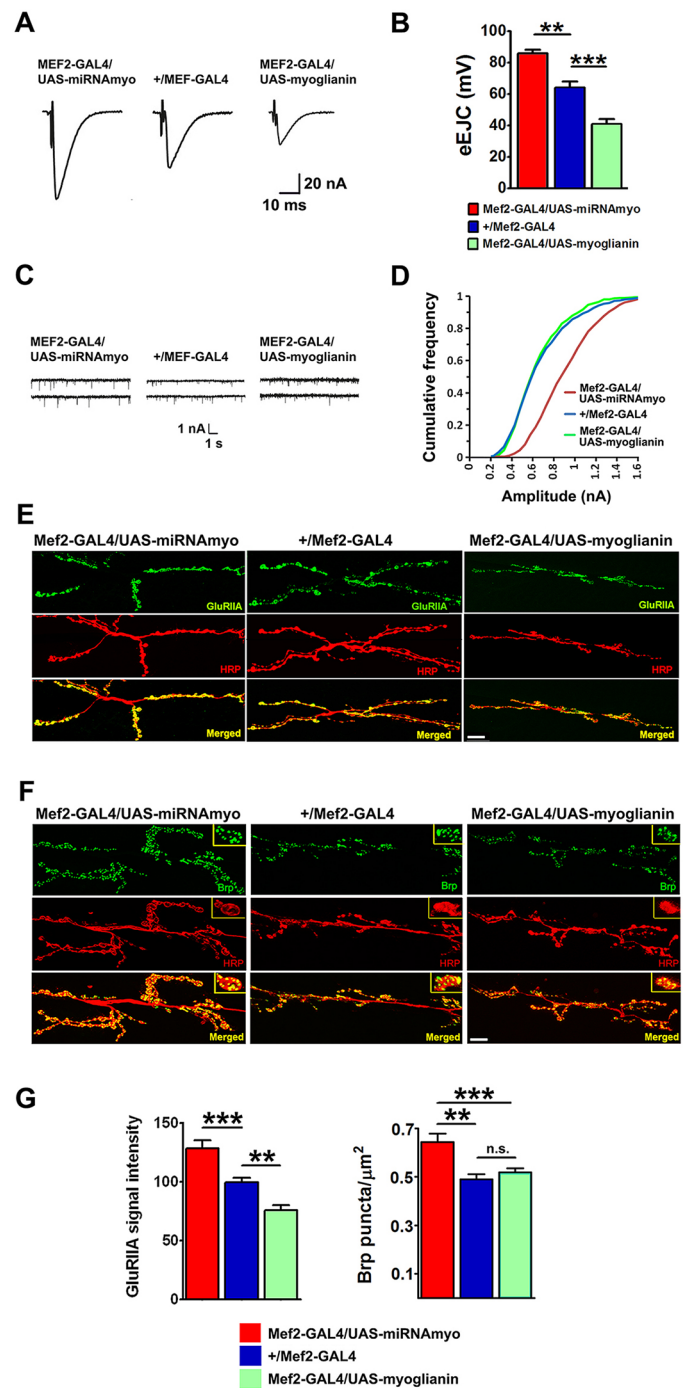 A
MEF2-GAL4/
UAS-miRNAmyo
+/MEF-GAL4
MEF2-GAL4/
UAS-myoglianin
20 nA
10 ms
B
eEJC (mV)
100
80
60
40
20
0
**
***
Mef2-GAL4/UAS-miRNAmyo
+/Mef2-GAL4
Mef2-GAL4/UAS-myoglianin
C
MEF2-GAL4/
UAS-miRNAmyo
+/MEF-GAL4
MEF2-GAL4/
UAS-myoglianin
1 nA
1 s
D
Cumulative frequency
1
0.8
0.6
0.4
0.2
0
0 0.2 0.4 0.6 0.8 1 1.2 1.4 1.6
Amplitude (nA)
Mef2-GAL4/
UAS-miRNAmyo
+/Mef2-GAL4
Mef2-GAL4/
UAS-myoglianin
E
Mef2-GAL4/UAS-miRNAmyo
+/Mef2-GAL4
Mef2-GAL4/UAS-myoglianin
GluRIIA
GluRIIA
GluRIIA
HRP
HRP
HRP
Merged
Merged
Merged
F
Mef2-GAL4/UAS-miRNAmyo
+/Mef2-GAL4
Mef2-GAL4/UAS-myoglianin
Brp
Brp
Brp
HRP
HRP
HRP
Merged
Merged
Merged
G
GluRIIA signal intensity
150
100
50
0
***
**
Brp puncta/µm²
0.7
0.5
0.3
0.1
***
**
n.s.
Mef2-GAL4/UAS-miRNAmyo
+/Mef2-GAL4
Mef2-GAL4/UAS-myoglianin